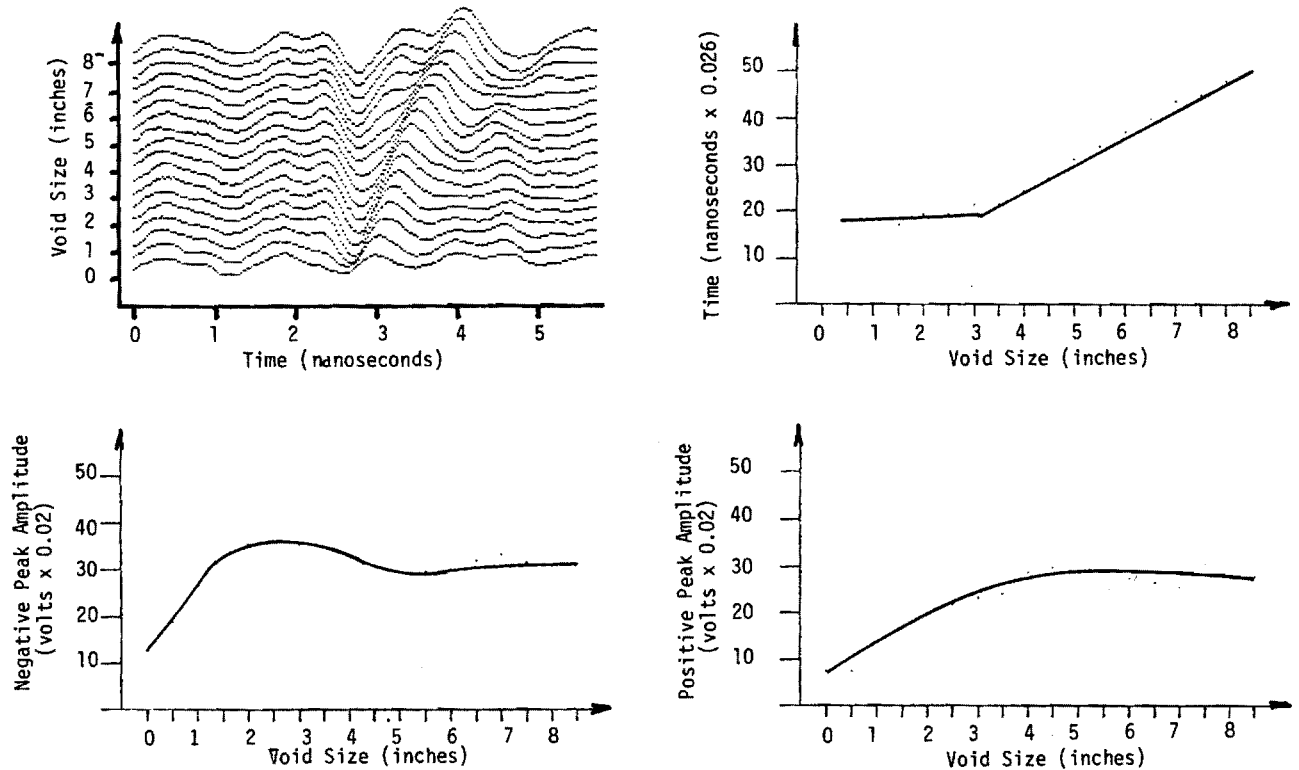 Void Size (inches)
8
7
6
5
4
3
2
1
0
0 1 2 3 4 5
Time (nanoseconds)
Time (nanoseconds x 0.026)
50
40
30
20
10
0 1 2 3 4 5 6 7 8
Void Size (inches)
Negative Peak Amplitude
(volts x 0.02)
50
40
30
20
10
0 1 2 3 4 5 6 7 8
Void Size (inches)
Positive Peak Amplitude
(volts x 0.02)
50
40
30
20
10
0 1 2 3 4 5 6 7 8
Void Size (inches)